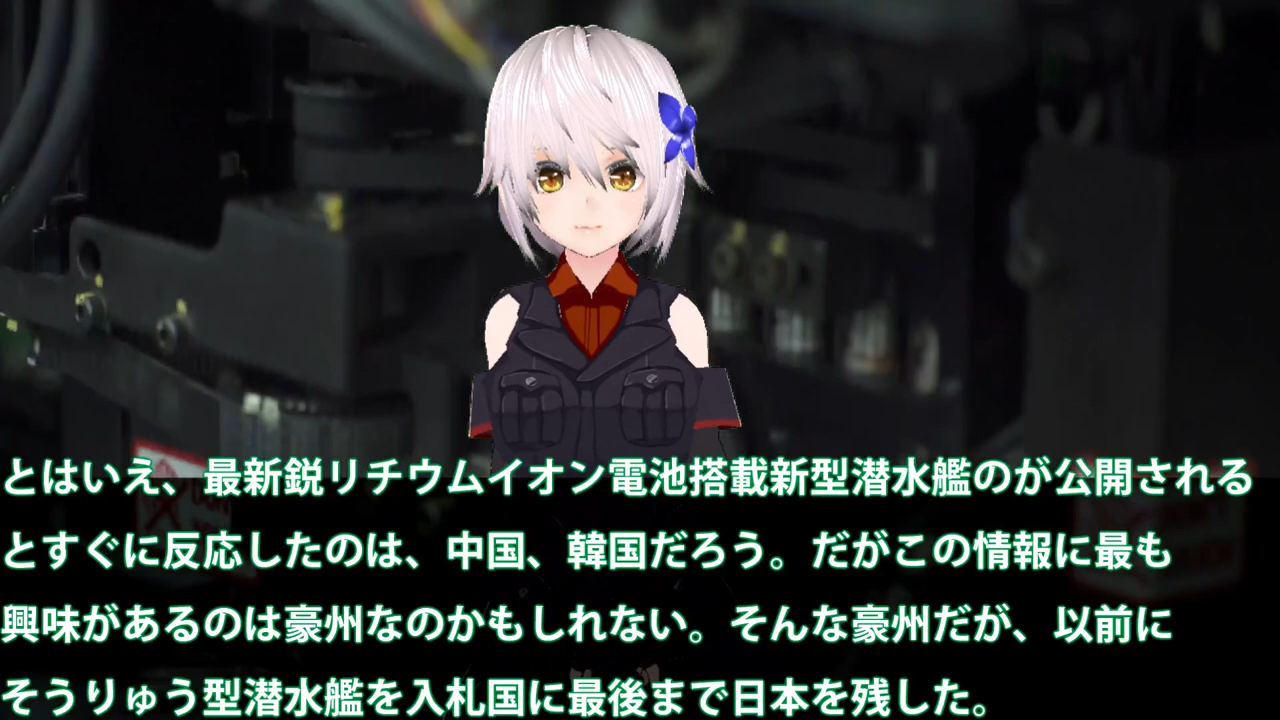 とはいえ、最新鋭リチウムイオン電池搭載新型潜水艦のが公開される
とすぐに反応したのは、中国、韓国だろう。だがこの情報に最も
興味があるのは豪州なのかもしれない。そんな豪州だが、以前に
そうりゅう型潜水艦を入札国に最後まで日本を残した。